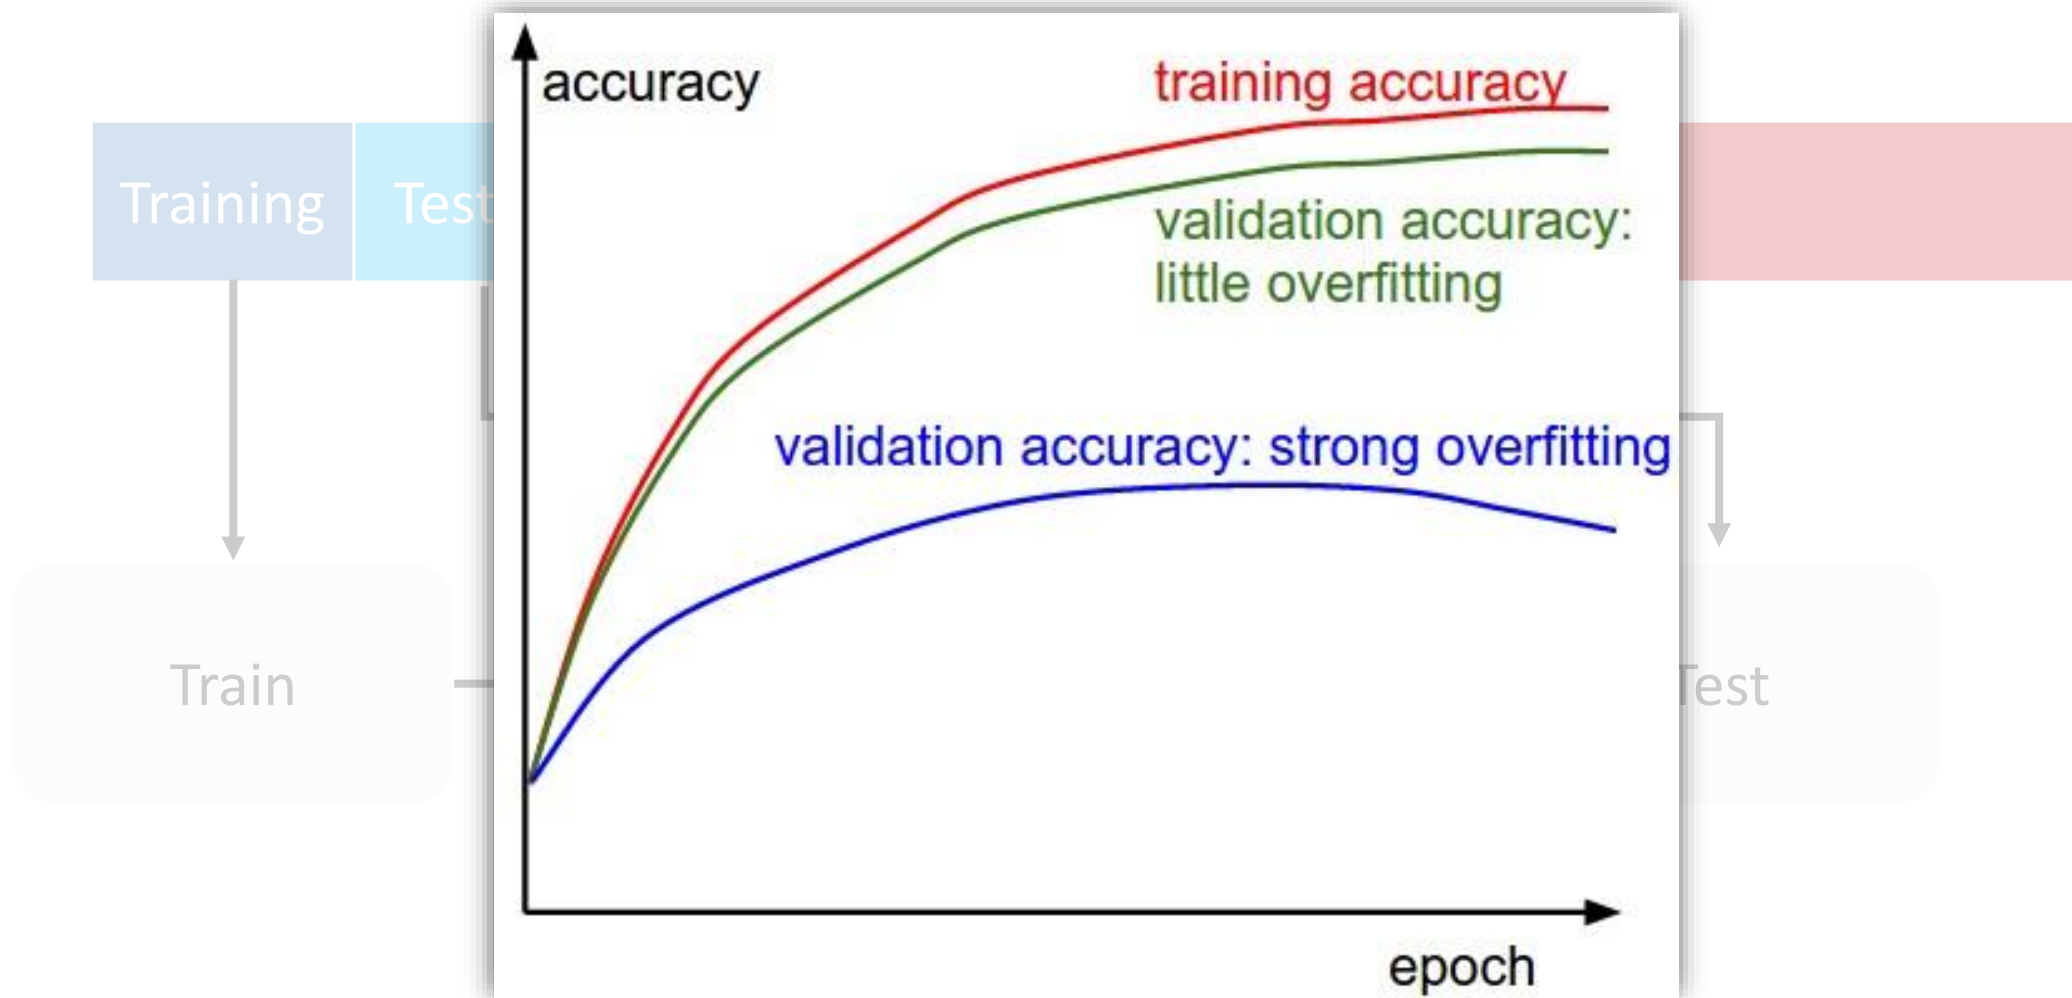 accuracy
training accuracy
Training
Test
validation accuracy:
little overfitting
validation accuracy: strong overfitting
Train
Test
epoch